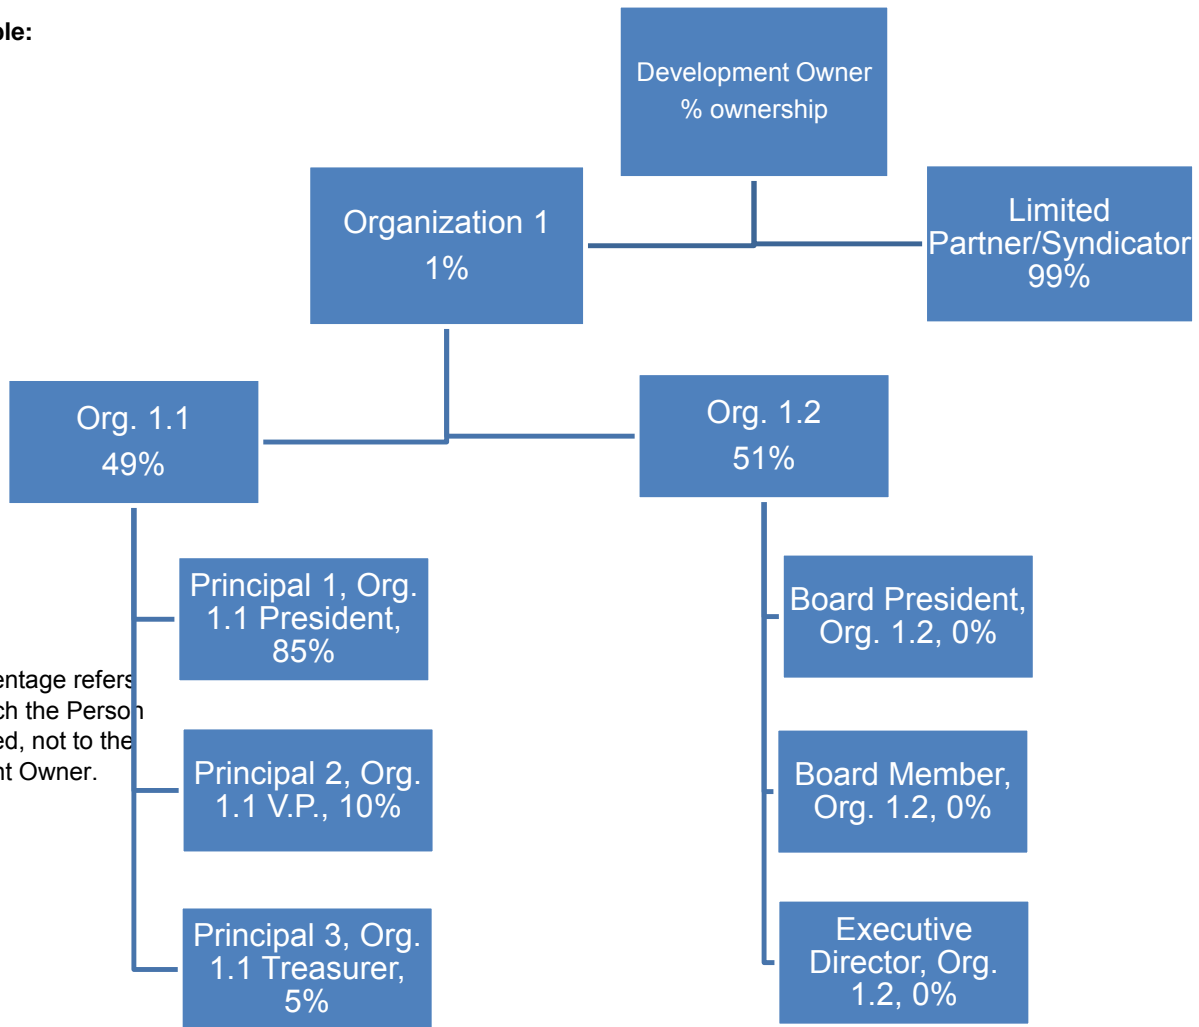 ple:
Development Owner
% ownership
Organization 1
1%
Limited
Partner/Syndicator
99%
Org. 1.1
49%
Org. 1.2
51%
Principal 1, Org.
1.1 President,
85%
Board President,
Org. 1.2, 0%
entage refers
ch the Person
ed, not to the
nt Owner.
Principal 2, Org.
1.1 V.P., 10%
Board Member,
Org. 1.2, 0%
Principal 3, Org.
1.1 Treasurer,
5%
Executive
Director, Org.
1.2, 0%